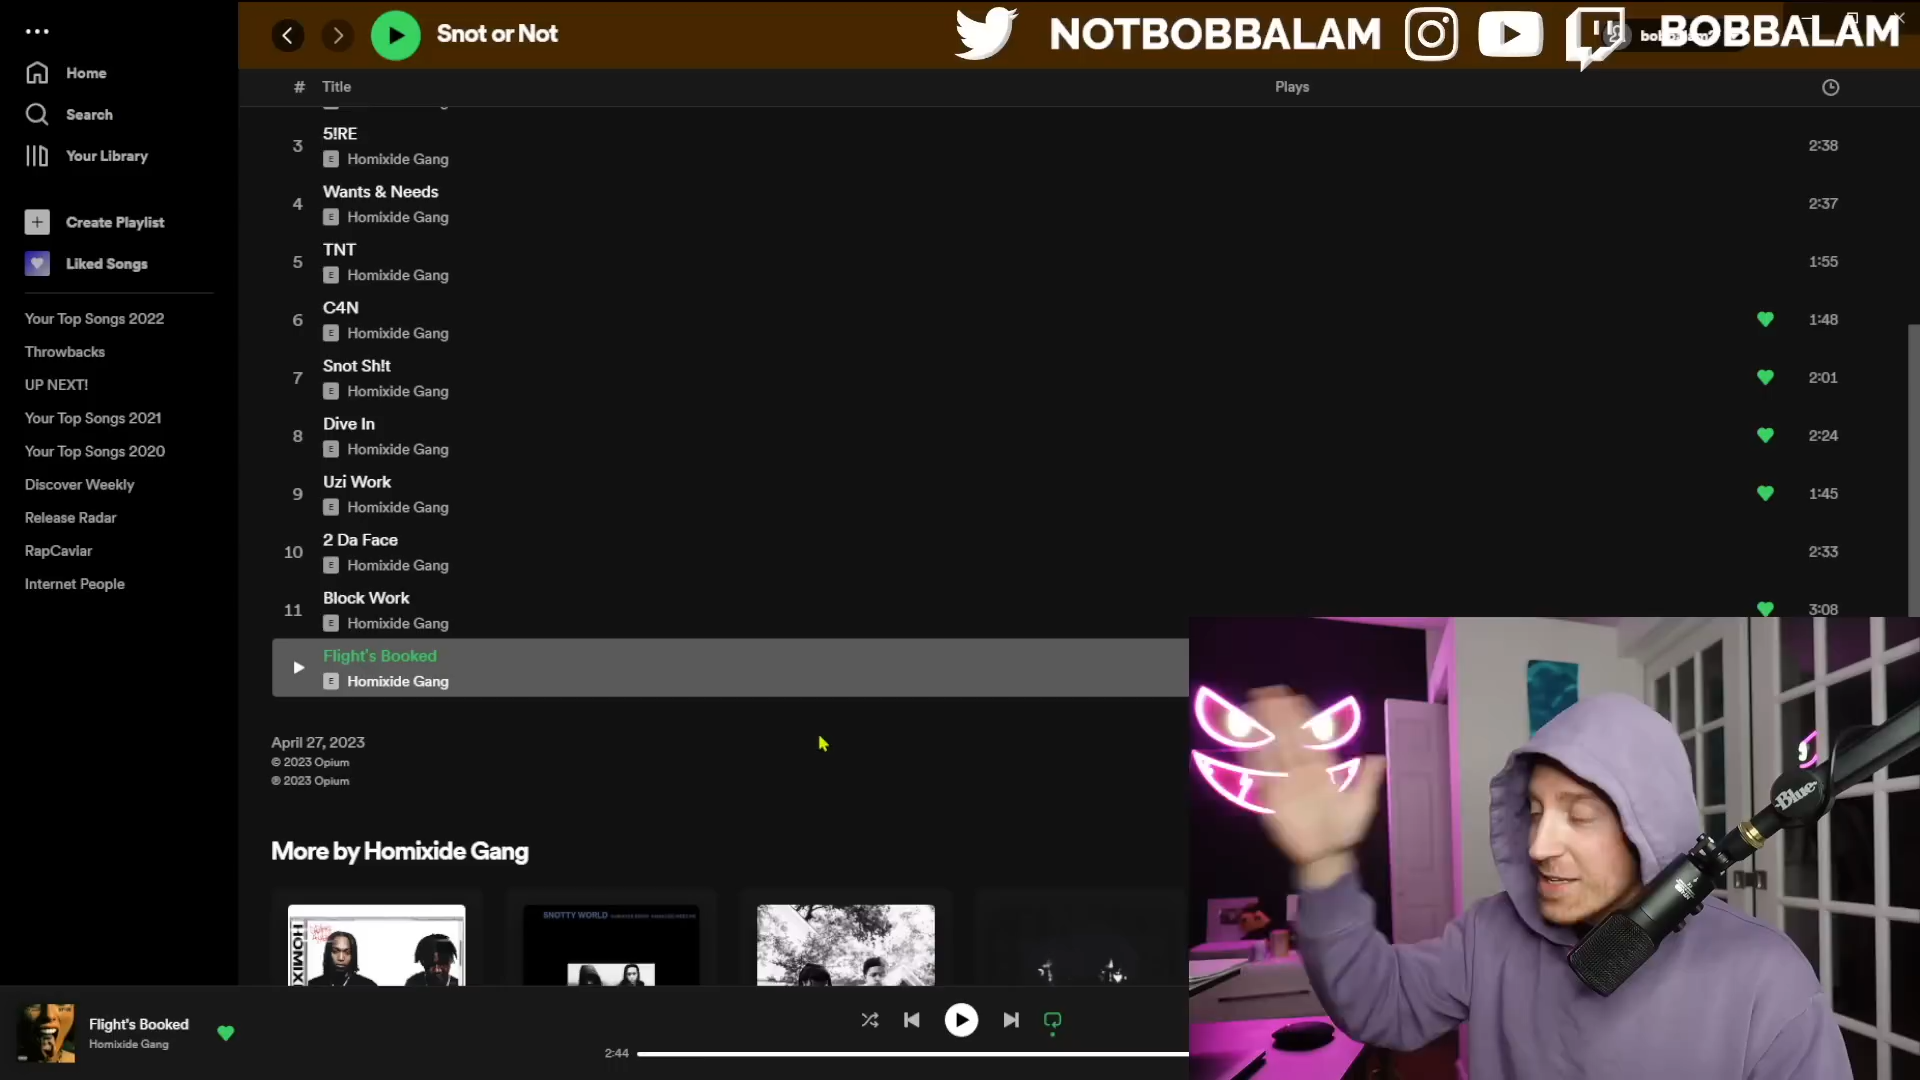 Snot or Not
NOTBOBBALAM
BOBBALAM
Home
Search
Your Library
Create Playlist
Liked Songs
Your Top Songs 2022
Throwbacks
UP NEXT!
Your Top Songs 2021
Your Top Songs 2020
Discover Weekly
Release Radar
RapCaviar
Internet People
# Title Plays
3 5!RE 2:38
E Homixide Gang
4 Wants & Needs 2:37
E Homixide Gang
5 TNT 1:55
E Homixide Gang
6 C4N 1:48
E Homixide Gang
7 Snot Sh!t 2:01
E Homixide Gang
8 Dive In 2:24
E Homixide Gang
9 Uzi Work 1:45
E Homixide Gang
10 2 Da Face 2:33
E Homixide Gang
11 Block Work 3:08
E Homixide Gang
Flight's Booked
E Homixide Gang
April 27, 2023
© 2023 Opium
℗ 2023 Opium
More by Homixide Gang
SNOTTY WORLD
Blue
Flight's Booked
Homixide Gang
2:44